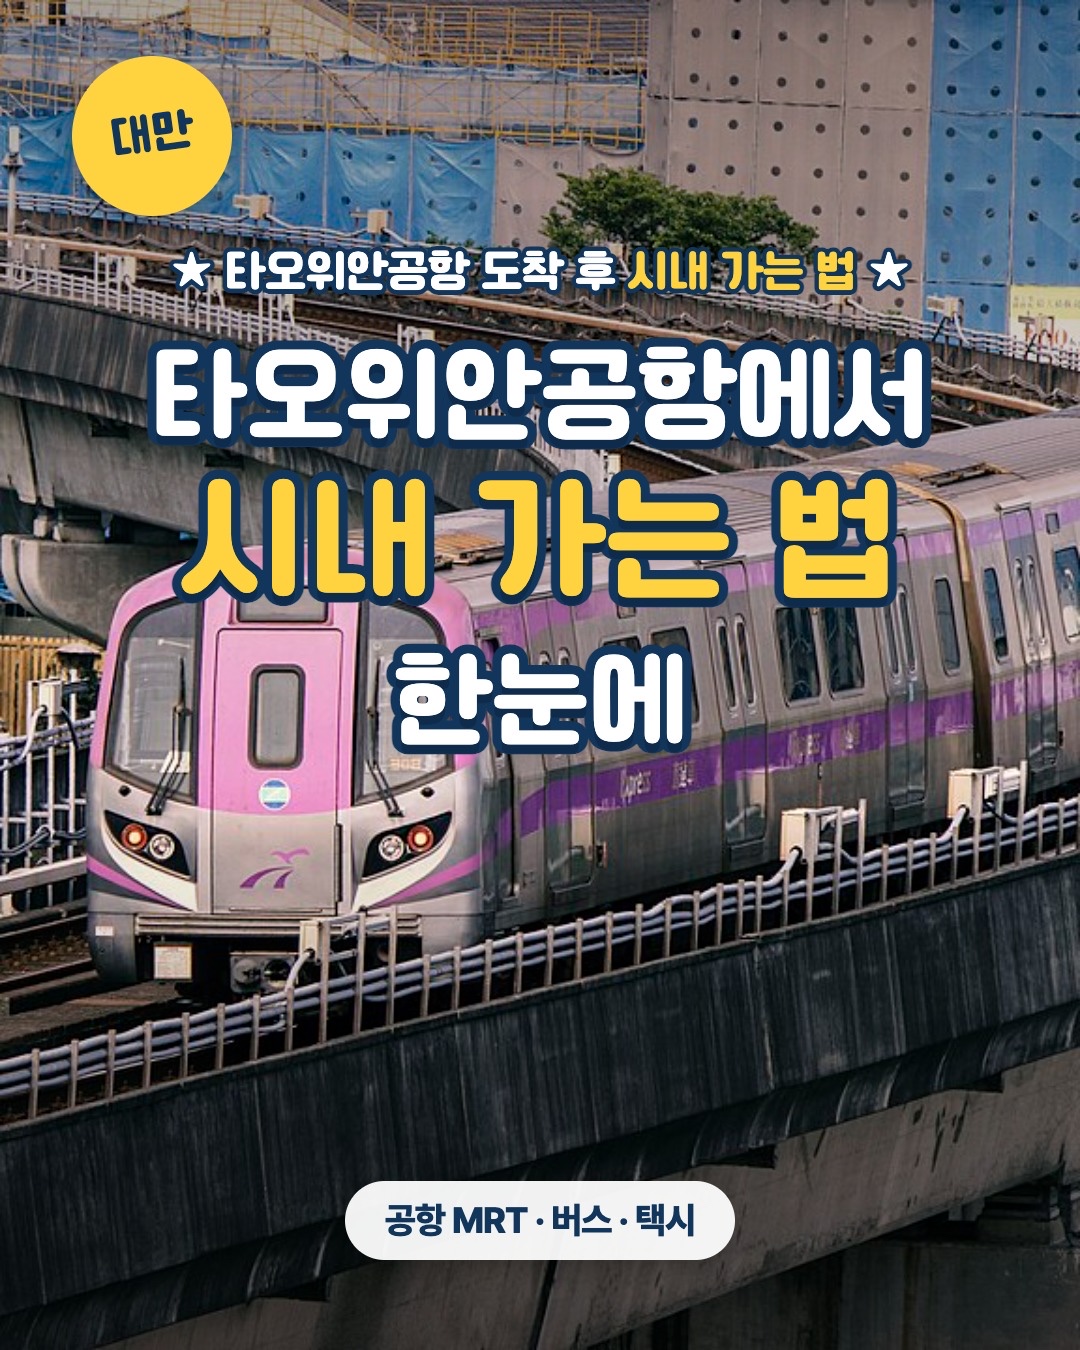 대만
★ 타오위안공항 도착 후 시내 가는 법 ★
타오위안공항에서
시내 가는 법
한눈에
Express
공항 MRT · 버스 · 택시